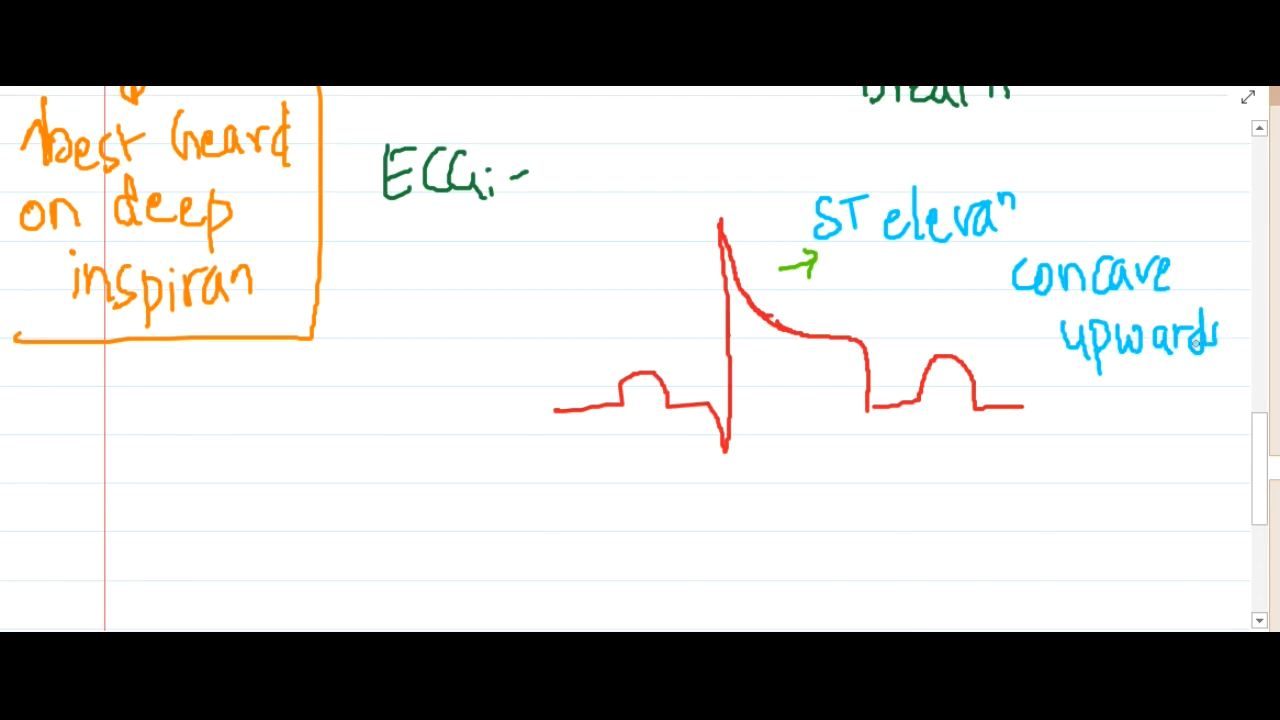 best heard
on deep
inspiraⁿ
ECG:-
→ ST elevaⁿ
concave
upwards